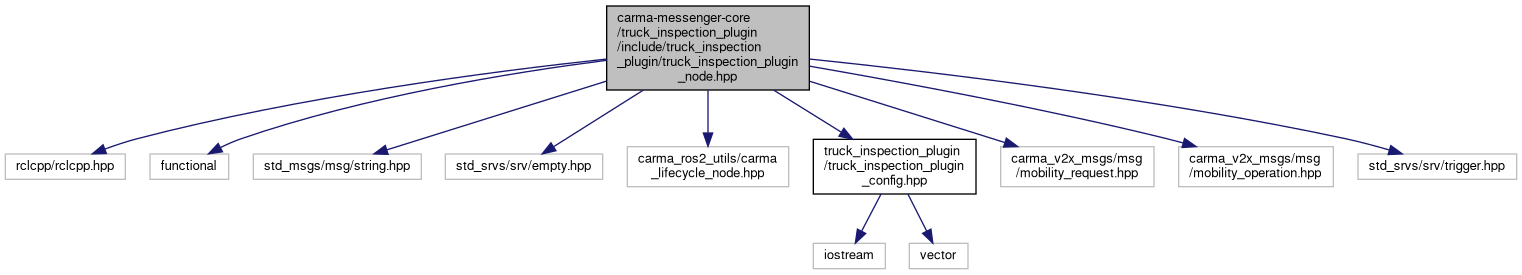 carma-messenger-core
/truck_inspection_plugin
/include/truck_inspection
_plugin/truck_inspection_plugin
_node.hpp
rclcpp/rclcpp.hpp
functional
std_msgs/msg/string.hpp
std_srvs/srv/empty.hpp
carma_ros2_utils/carma
_lifecycle_node.hpp
truck_inspection_plugin
/truck_inspection_plugin
_config.hpp
carma_v2x_msgs/msg
/mobility_request.hpp
carma_v2x_msgs/msg
/mobility_operation.hpp
std_srvs/srv/trigger.hpp
iostream
vector